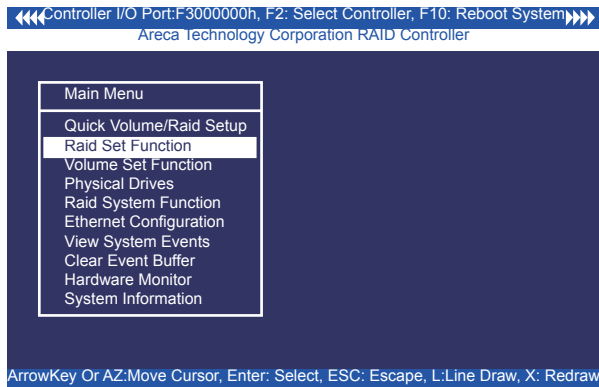 Controller I/O Port:F3000000h, F2: Select Controller, F10: Reboot System
Areca Technology Corporation RAID Controller
Main Menu
Quick Volume/Raid Setup
Raid Set Function
Volume Set Function
Physical Drives
Raid System Function
Ethernet Configuration
View System Events
Clear Event Buffer
Hardware Monitor
System Information
ArrowKey Or AZ:Move Cursor, Enter: Select, ESC: Escape, L:Line Draw, X: Redraw